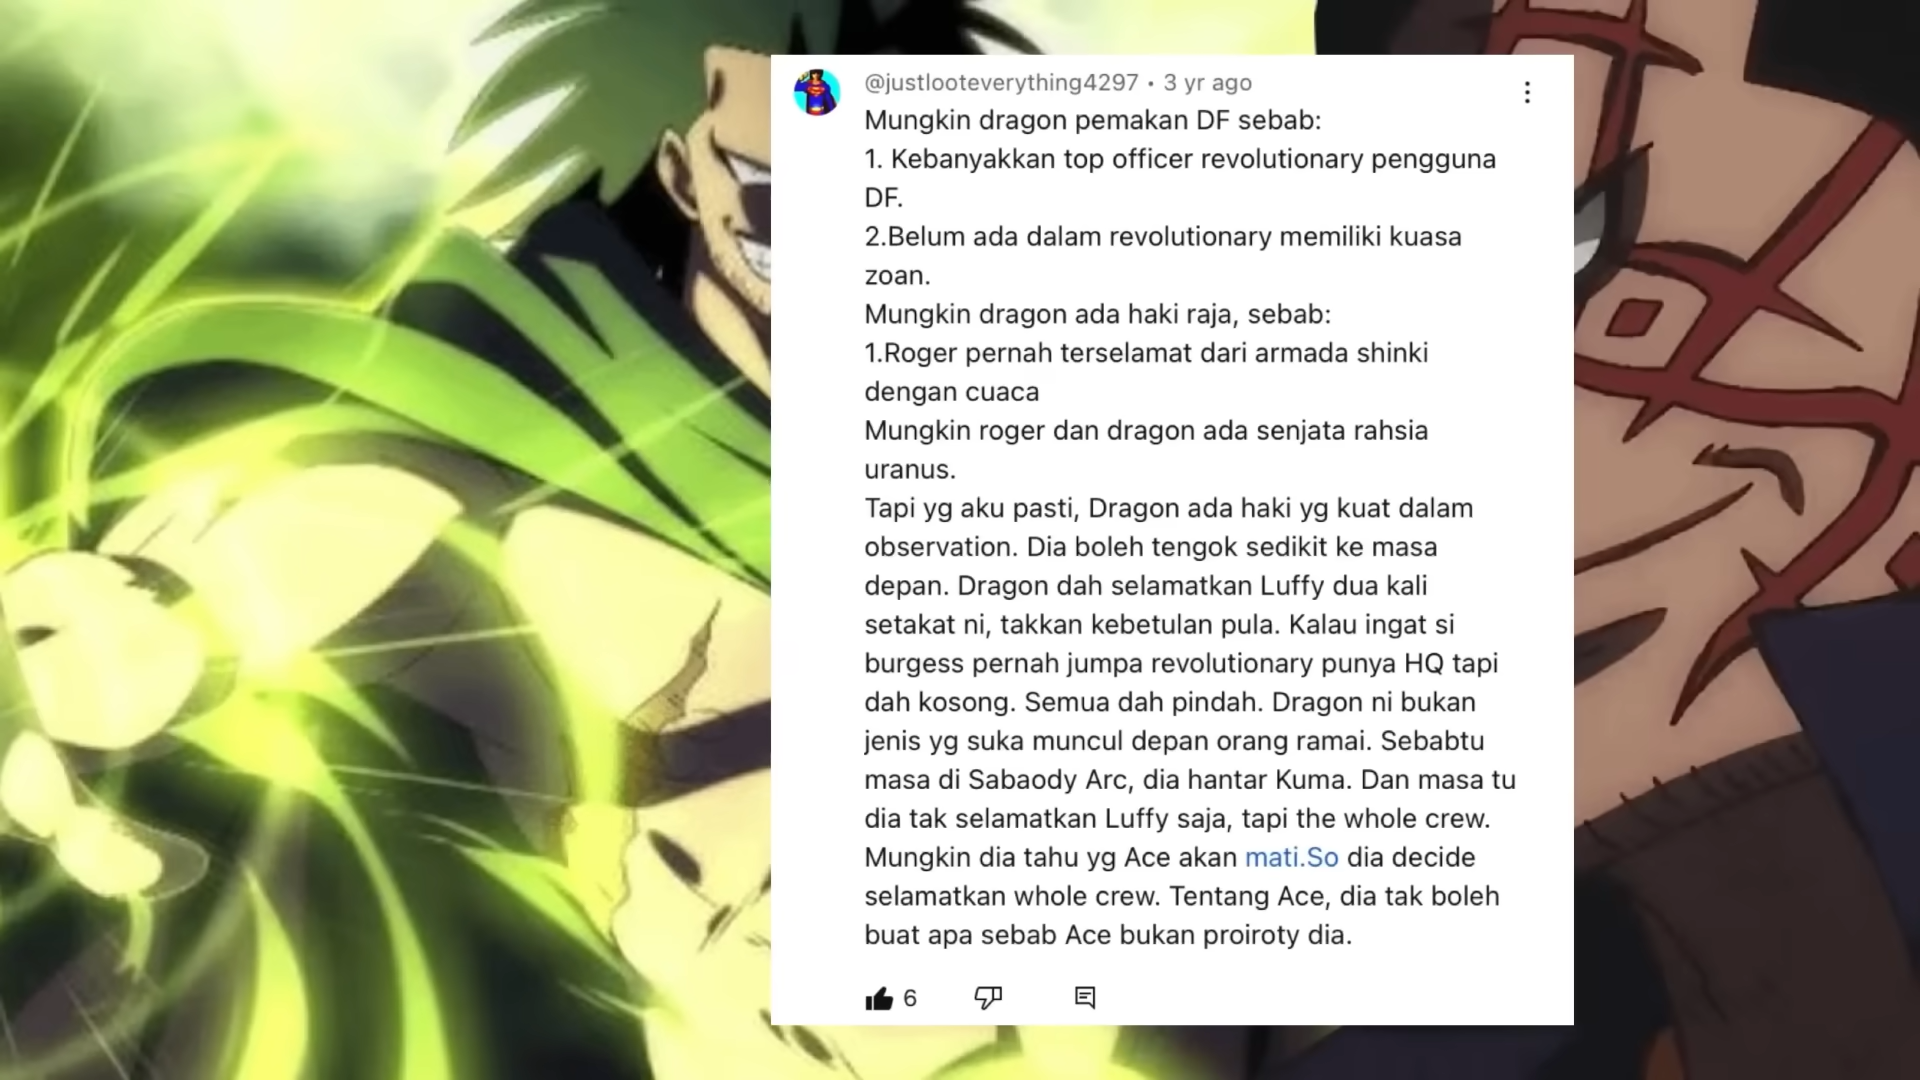 @justlooteverything4297 • 3 yr ago
Mungkin dragon pemakan DF sebab:
1. Kebanyakkan top officer revolutionary pengguna
DF.
2.Belum ada dalam revolutionary memiliki kuasa
zoan.
Mungkin dragon ada haki raja, sebab:
1.Roger pernah terselamat dari armada shinki
dengan cuaca
Mungkin roger dan dragon ada senjata rahsia
uranus.
Tapi yg aku pasti, Dragon ada haki yg kuat dalam
observation. Dia boleh tengok sedikit ke masa
depan. Dragon dah selamatkan Luffy dua kali
setakat ni, takkan kebetulan pula. Kalau ingat si
burgess pernah jumpa revolutionary punya HQ tapi
dah kosong. Semua dah pindah. Dragon ni bukan
jenis yg suka muncul depan orang ramai. Sebabtu
masa di Sabaody Arc, dia hantar Kuma. Dan masa tu
dia tak selamatkan Luffy saja, tapi the whole crew.
Mungkin dia tahu yg Ace akan mati.So dia decide
selamatkan whole crew. Tentang Ace, dia tak boleh
buat apa sebab Ace bukan proiroty dia.
6